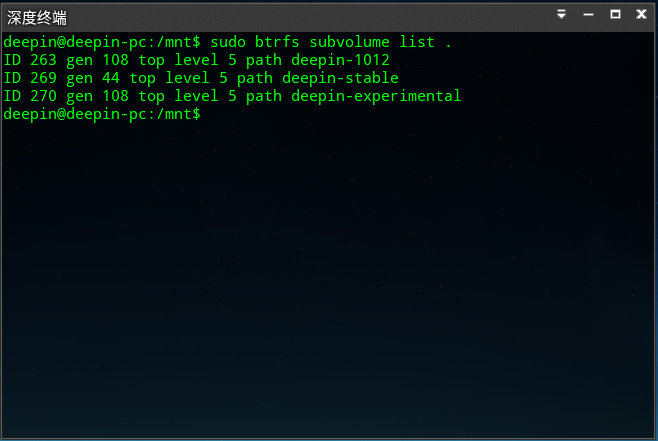 深度终端
deepin@deepin-pc:/mnt$ sudo btrfs subvolume list .
ID 263 gen 108 top level 5 path deepin-1012
ID 269 gen 44 top level 5 path deepin-stable
ID 270 gen 108 top level 5 path deepin-experimental
deepin@deepin-pc:/mnt$